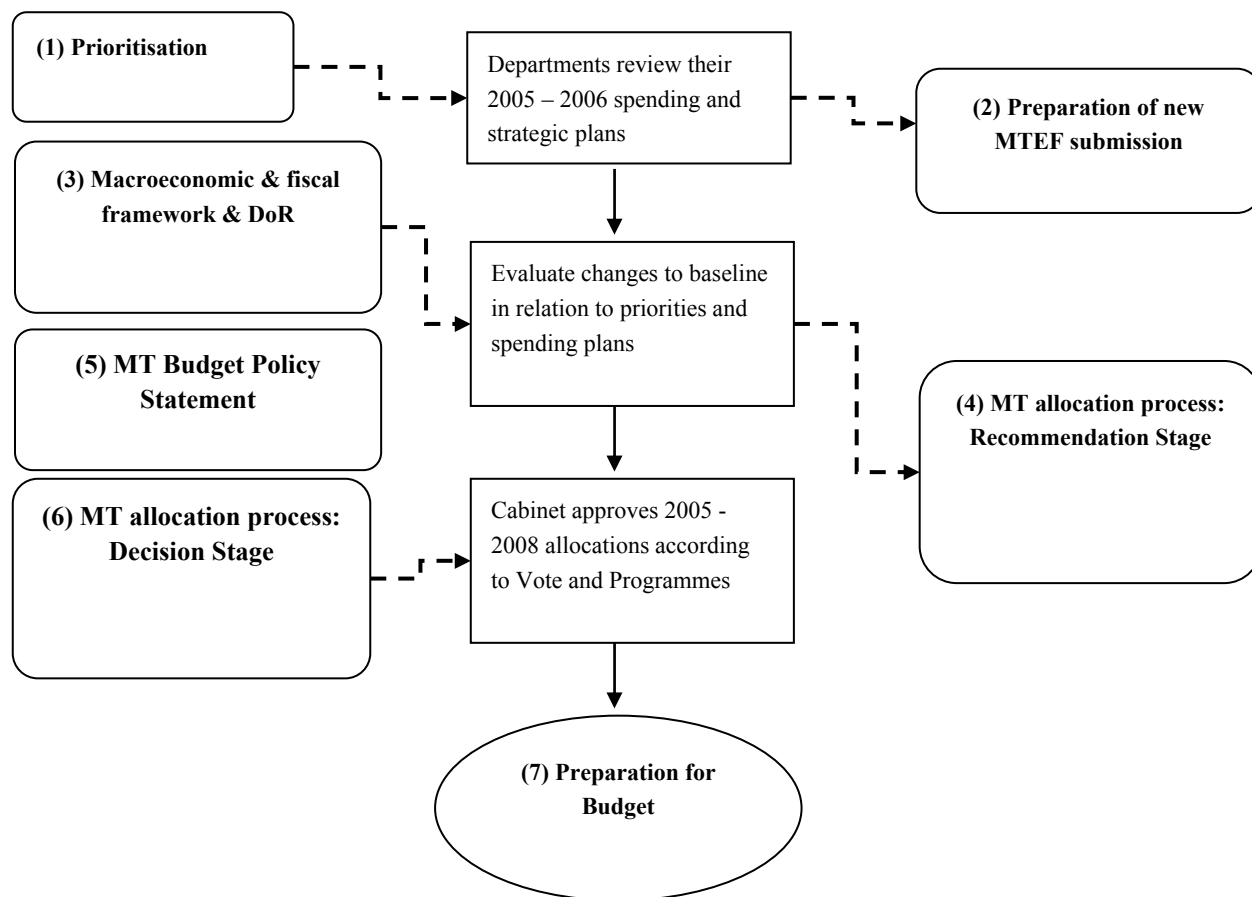 (1) Prioritisation
Departments review their
2005 – 2006 spending and
strategic plans
(2) Preparation of new
MTEF submission
(3) Macroeconomic & fiscal
framework & DoR
Evaluate changes to baseline
in relation to priorities and
spending plans
(4) MT allocation process:
Recommendation Stage
(5) MT Budget Policy
Statement
(6) MT allocation process:
Decision Stage
Cabinet approves 2005 -
2008 allocations according
to Vote and Programmes
(7) Preparation for
Budget